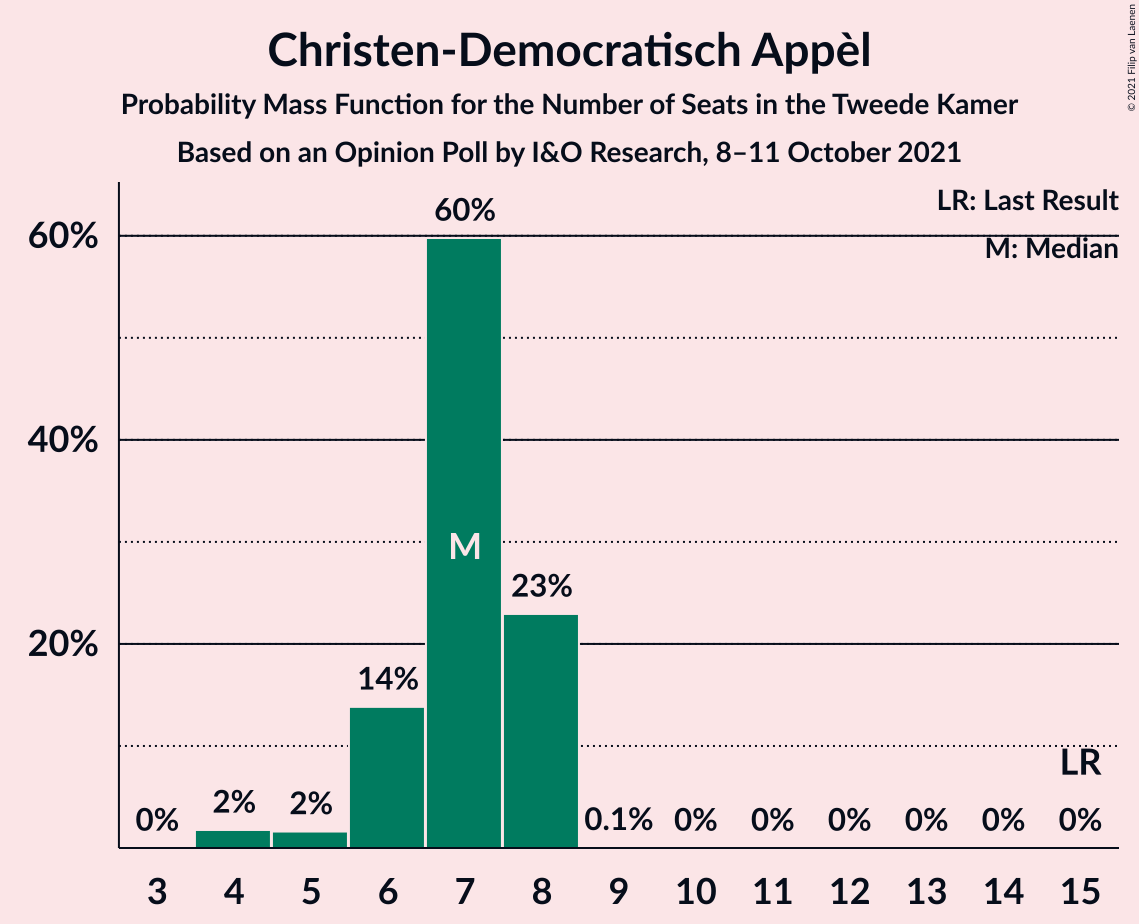 Christen-Democratisch Appèl
Probability Mass Function for the Number of Seats in the Tweede Kamer
Based on an Opinion Poll by I&O Research, 8–11 October 2021
© 2021 Filip van Laenen
LR: Last Result
M: Median
60%
40%
20%
0%
2%
2%
14%
60%
M
23%
0.1%
0%
0%
0%
0%
0%
LR
0%
3 4 5 6 7 8 9 10 11 12 13 14 15